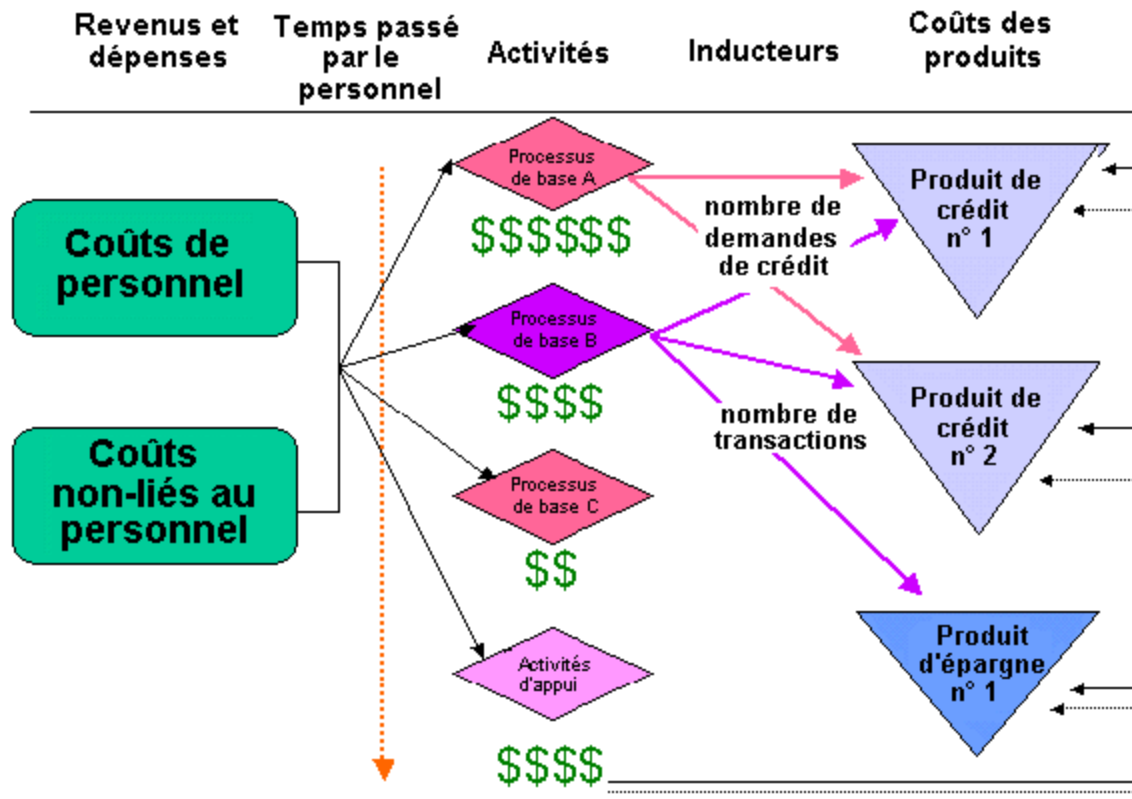 Revenus et
dépenses
Temps passé
par le
personnel
Activités
Inducteurs
Coûts des
produits
Coûts de
personnel
Coûts
non-liés au
personnel
Processus
de base A
$$$$$$
Processus
de base B
$$$$
Processus
de base C
$$
Activités
d'appui
$$$$
nombre de
demandes
de crédit
nombre de
transactions
Produit de
crédit
n° 1
Produit de
crédit
n° 2
Produit
d'épargne
n° 1